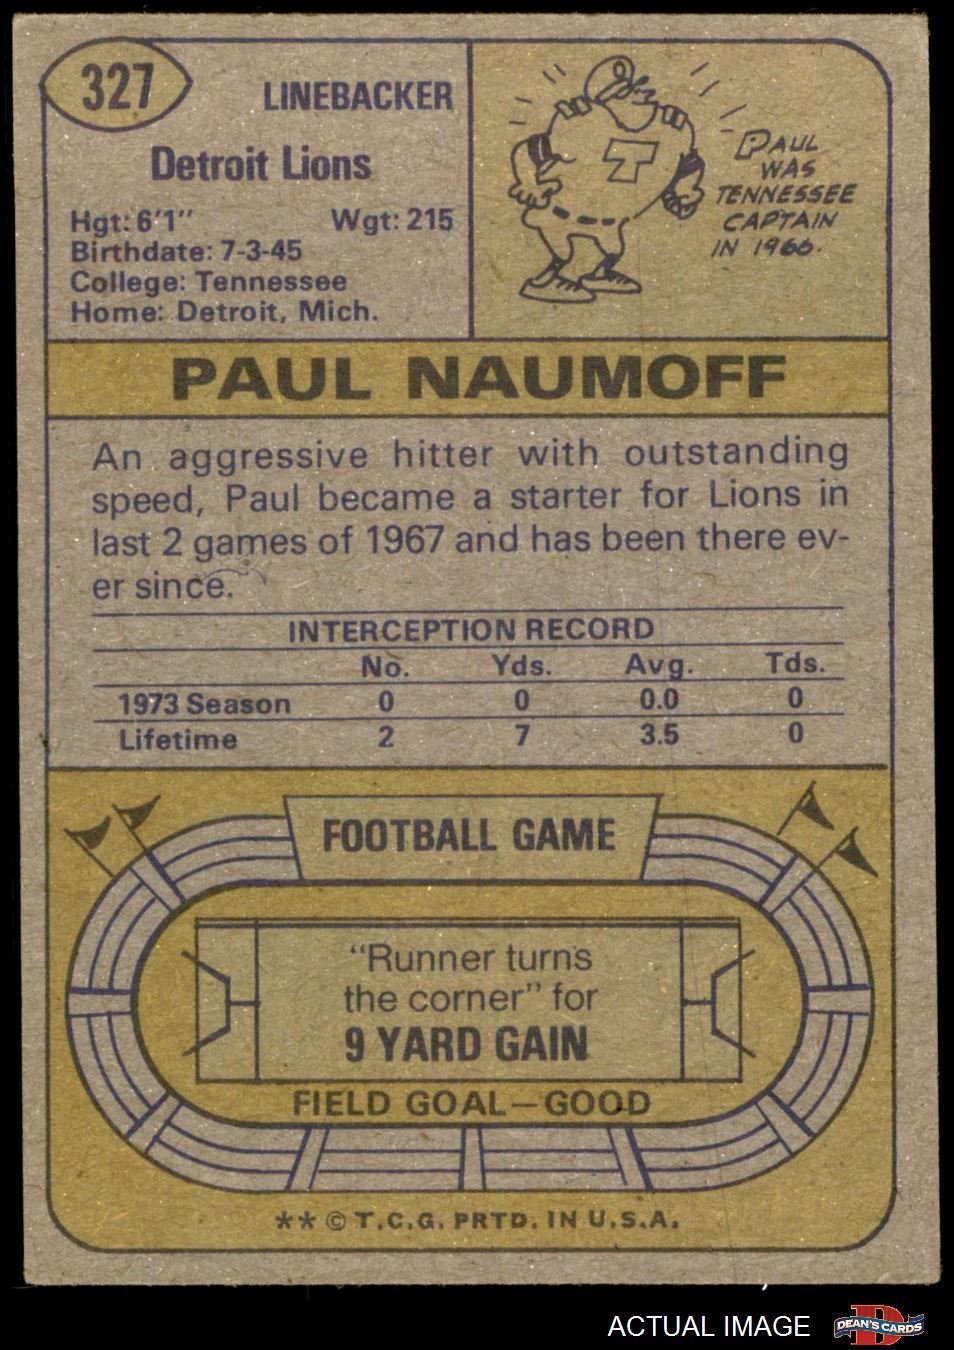 327
LINEBACKER
Detroit Lions
Hgt: 6'1" Wgt: 215
Birthdate: 7-3-45
College: Tennessee
Home: Detroit, Mich.
T
PAUL
WAS
TENNESSEE
CAPTAIN
IN 1966.
PAUL NAUMOFF
An aggressive hitter with outstanding
speed, Paul became a starter for Lions in
last 2 games of 1967 and has been there ev-
er since.
INTERCEPTION RECORD
No. Yds. Avg. Tds.
1973 Season 0 0 0.0 0
Lifetime 2 7 3.5 0
FOOTBALL GAME
"Runner turns
the corner" for
9 YARD GAIN
FIELD GOAL—GOOD
** © T.C.G. PRTD. IN U.S.A.
ACTUAL IMAGE
D
DEAN'S CARDS